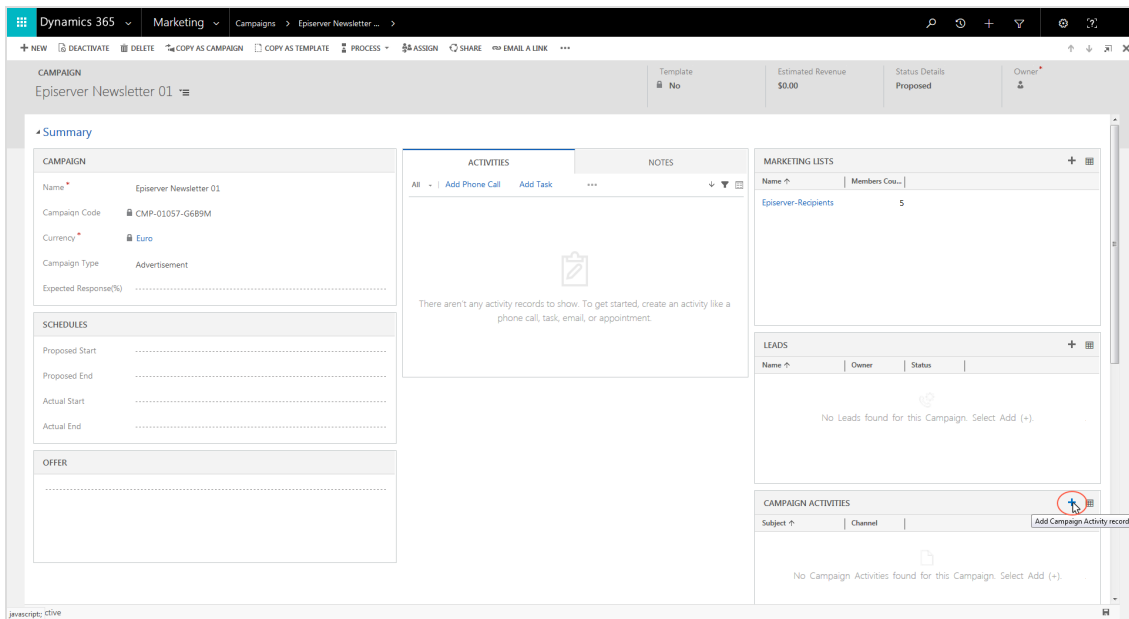 Dynamics 365 Marketing Campaigns > Episerver Newsletter ... >
+ NEW DEACTIVATE DELETE COPY AS CAMPAIGN COPY AS TEMPLATE PROCESS ASSIGN SHARE EMAIL A LINK ...
CAMPAIGN
Episerver Newsletter 01
Template Estimated Revenue Status Details Owner*
No $0.00 Proposed
Summary
CAMPAIGN
Name* Episerver Newsletter 01
Campaign Code CMP-01057-G6B9M
Currency* Euro
Campaign Type Advertisement
Expected Response(%)
SCHEDULES
Proposed Start
Proposed End
Actual Start
Actual End
OFFER
ACTIVITIES NOTES
All Add Phone Call Add Task ...
There aren't any activity records to show. To get started, create an activity like a
phone call, task, email, or appointment.
MARKETING LISTS
Name ↑ Members Cou...
Episerver-Recipients 5
LEADS
Name ↑ Owner Status
No Leads found for this Campaign. Select Add (+).
CAMPAIGN ACTIVITIES
Subject ↑ Channel
Add Campaign Activity record
No Campaign Activities found for this Campaign. Select Add (+).
javascript:; ctive